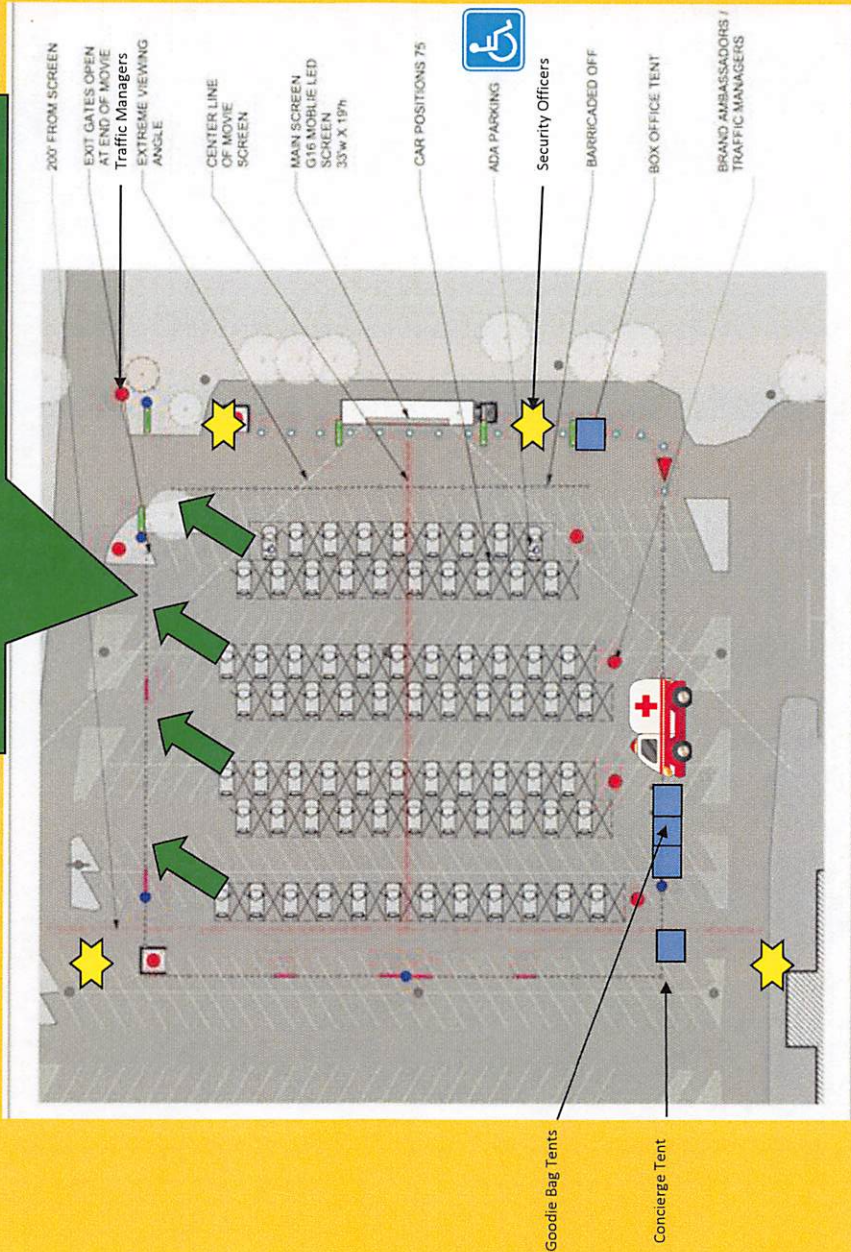 200' FROM SCREEN
EXIT GATES OPEN
AT END OF MOVIE
Traffic Managers
EXTREME VIEWING
ANGLE
CENTER LINE
OF MOVIE
SCREEN
MAIN SCREEN
G16 MOBLIE LED
SCREEN
33'w X 19'h
CAR POSITIONS 75
ADA PARKING
Security Officers
BARRICADED OFF
BOX OFFICE TENT
BRAND AMBASSADORS /
TRAFFIC MANAGERS
Goodie Bag Tents
Concierge Tent